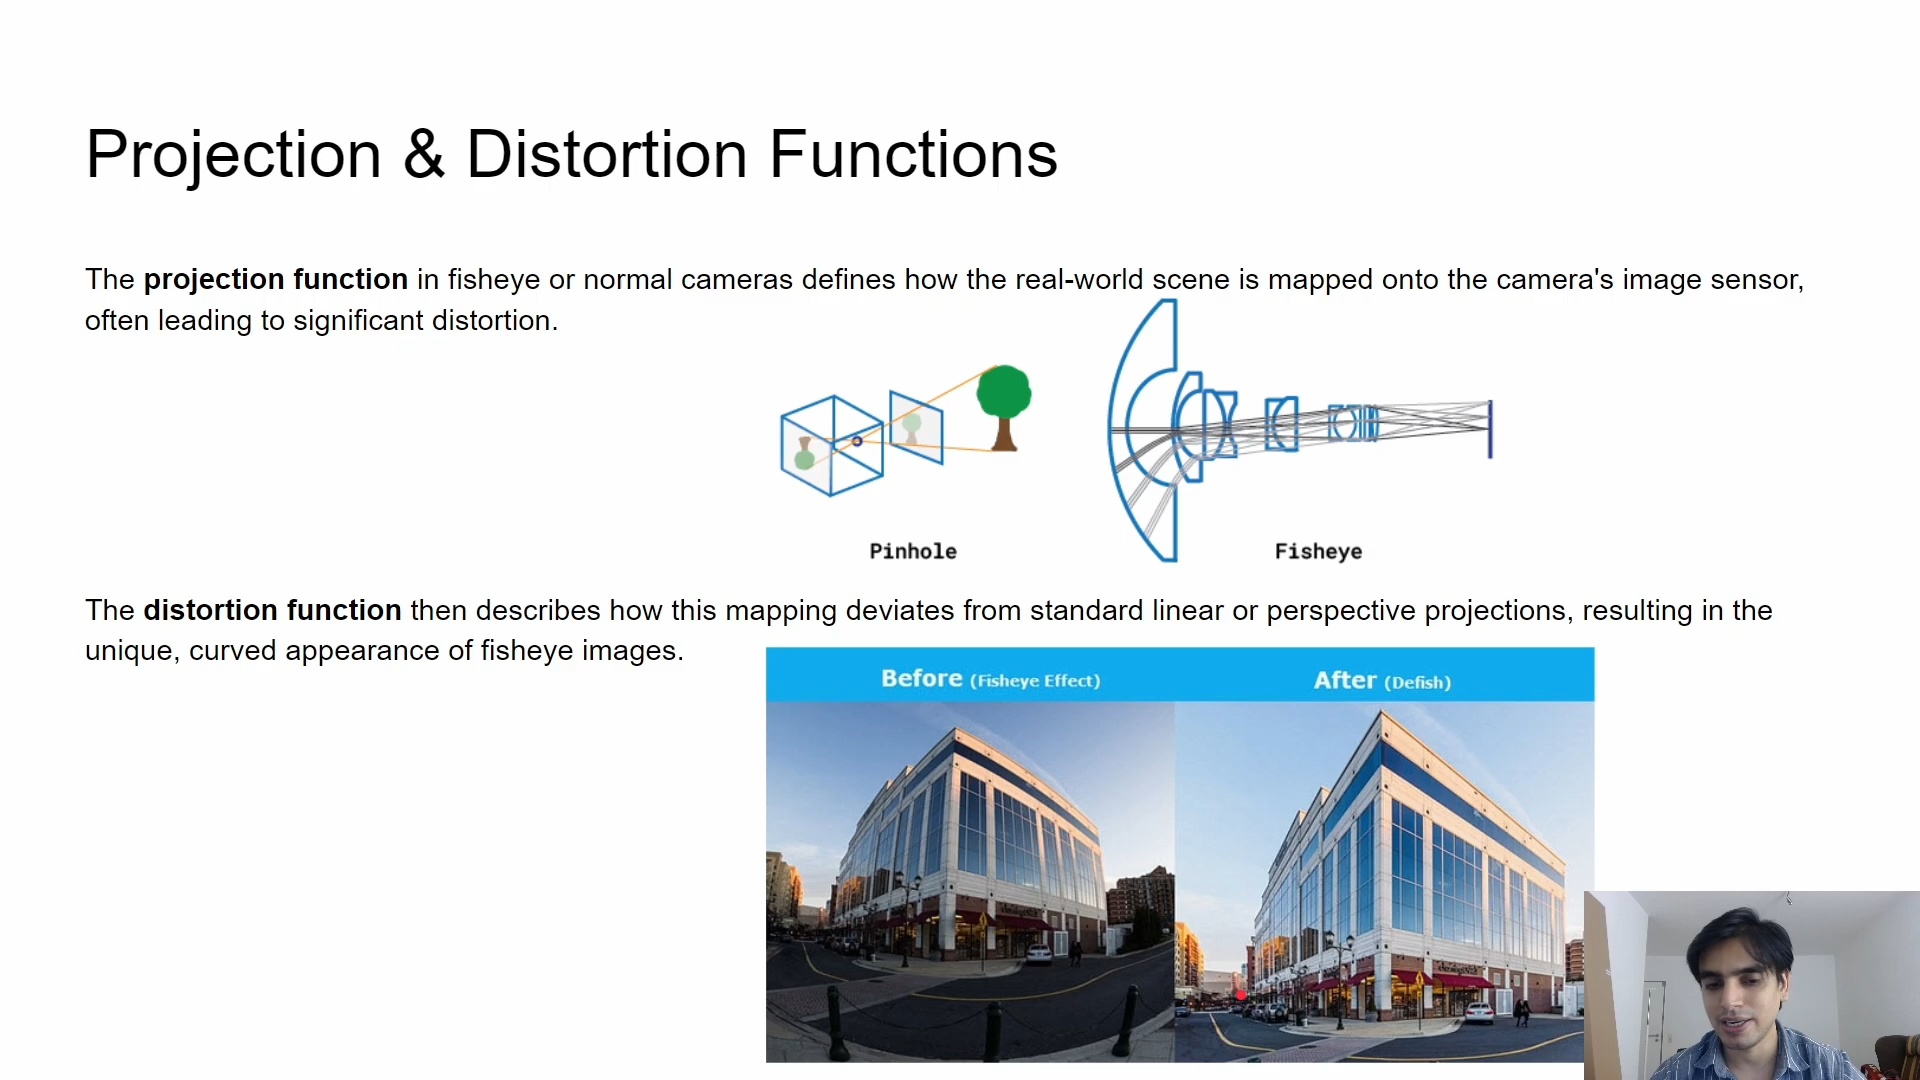 Projection & Distortion Functions
The projection function in fisheye or normal cameras defines how the real-world scene is mapped onto the camera's image sensor,
often leading to significant distortion.
Pinhole
Fisheye
The distortion function then describes how this mapping deviates from standard linear or perspective projections, resulting in the
unique, curved appearance of fisheye images.
Before (Fisheye Effect)
After (Defish)